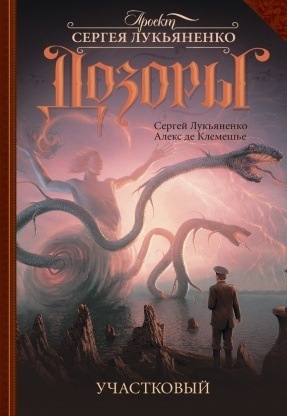 Проект
СЕРГЕЯ ЛУКЬЯНЕНКО
ДОЗОРЫ
Сергей Лукьяненко
Алекс де Клемешье
УЧАСТКОВЫЙ